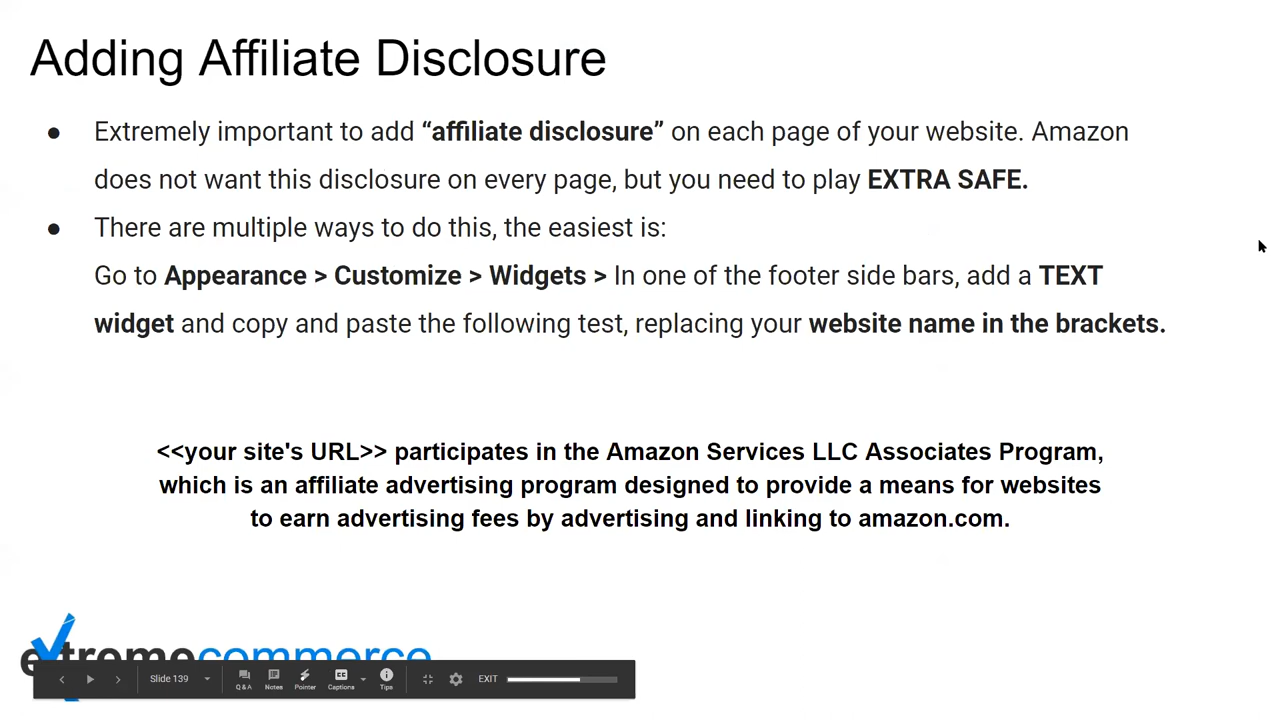 Adding Affiliate Disclosure
● Extremely important to add “affiliate disclosure” on each page of your website. Amazon
does not want this disclosure on every page, but you need to play EXTRA SAFE.
● There are multiple ways to do this, the easiest is:
Go to Appearance > Customize > Widgets > In one of the footer side bars, add a TEXT
widget and copy and paste the following test, replacing your website name in the brackets.
<<your site's URL>> participates in the Amazon Services LLC Associates Program,
which is an affiliate advertising program designed to provide a means for websites
to earn advertising fees by advertising and linking to amazon.com.
extremecommerce
Slide 139 Q&A Notes Pointer Captions Tips EXIT